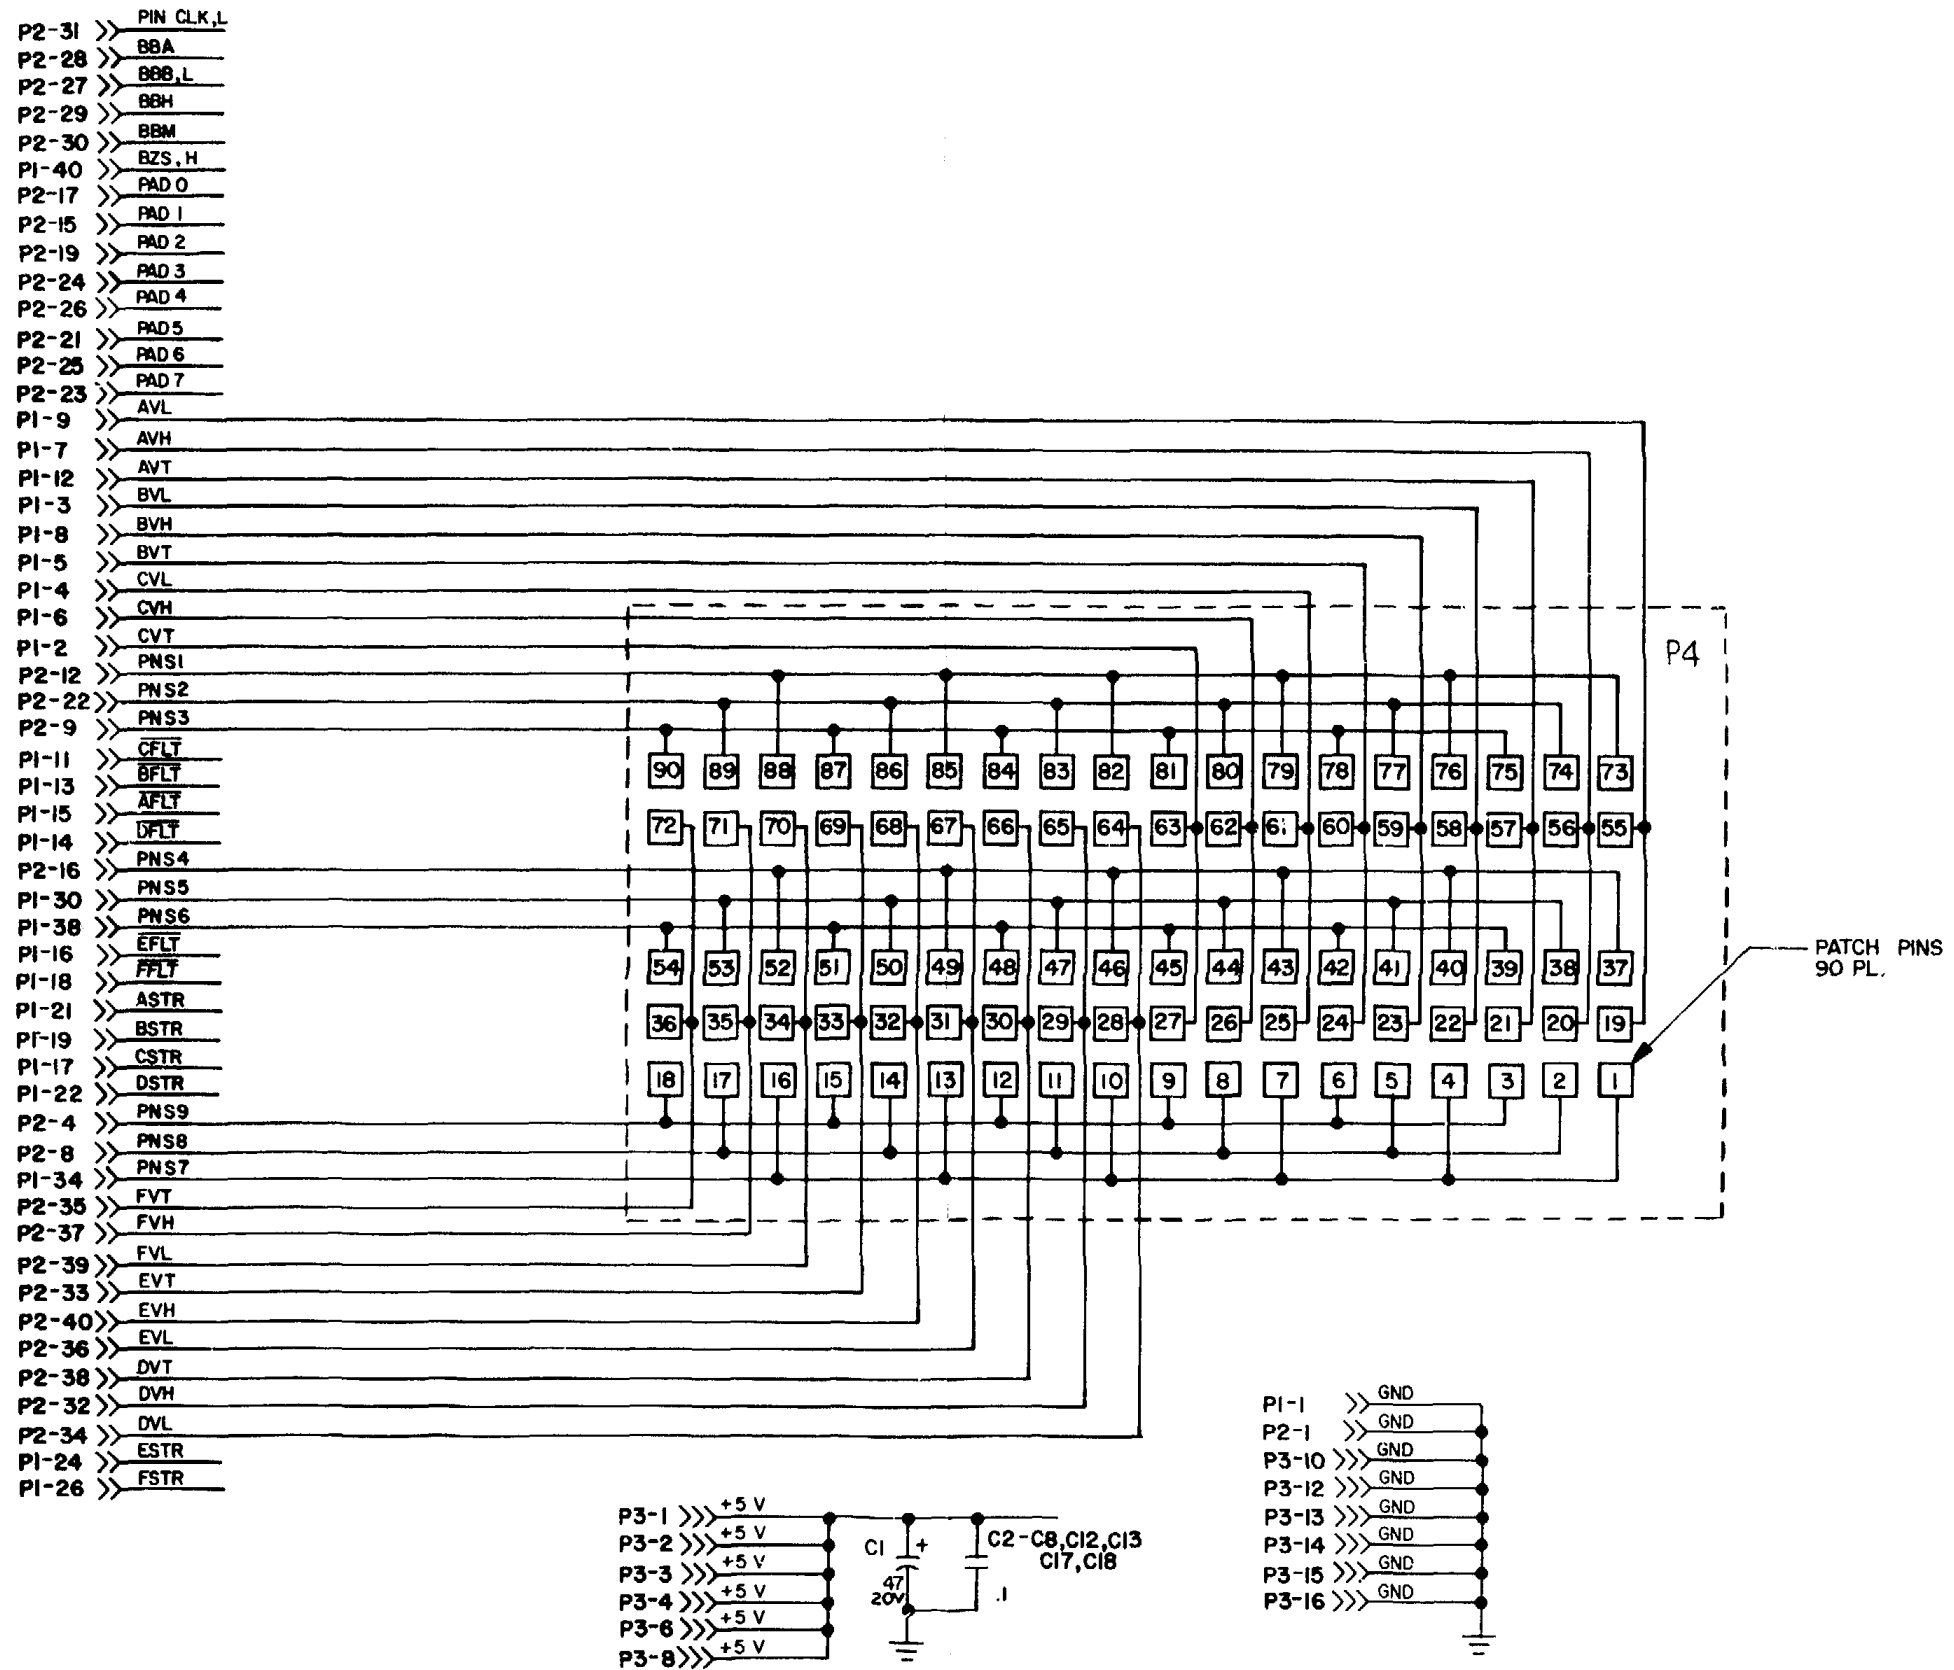 P2-31 PIN CLK,L
P2-28 BBA
P2-27 BBB,L
P2-29 BBH
P2-30 BBM
P1-40 BZS,H
P2-17 PAD 0
P2-15 PAD 1
P2-19 PAD 2
P2-24 PAD 3
P2-26 PAD 4
P2-21 PAD 5
P2-25 PAD 6
P2-23 PAD 7
P1-9 AVL
P1-7 AVH
P1-12 AVT
P1-3 BVL
P1-8 BVH
P1-5 BVT
P1-4 CVL
P1-6 CVH
P1-2 CVT
P4
P2-12 PNS1
P2-22 PNS2
P2-9 PNS3
P1-11 CFLT
P1-13 BFLT
90 89 88 87 86 85 84 83 82 81 80 79 78 77 76 75 74 73
P1-15 AFLT
P1-14 DFLT
72 71 70 69 68 67 66 65 64 63 62 61 60 59 58 57 56 55
P2-16 PNS4
P1-30 PNS5
P1-38 PNS6
P1-16 EFLT
P1-18 FFLT
54 53 52 51 50 49 48 47 46 45 44 43 42 41 40 39 38 37
PATCH PINS
90 PL.
P1-21 ASTR
P1-19 BSTR
36 35 34 33 32 31 30 29 28 27 26 25 24 23 22 21 20 19
P1-17 CSTR
P1-22 DSTR
18 17 16 15 14 13 12 11 10 9 8 7 6 5 4 3 2 1
P2-4 PNS9
P2-8 PNS8
P1-34 PNS7
P2-35 FVT
P2-37 FVH
P2-39 FVL
P2-33 EVT
P2-40 EVH
P2-36 EVL
P2-38 DVT
P2-32 DVH
P2-34 DVL
P1-24 ESTR
P1-26 FSTR
P3-1 +5 V
P3-2 +5 V
P3-3 +5 V
P3-4 +5 V
P3-6 +5 V
P3-8 +5 V
C1 +
47
20V
C2-C8,C12,C13
C17,C18
.1
P1-1 GND
P2-1 GND
P3-10 GND
P3-12 GND
P3-13 GND
P3-14 GND
P3-15 GND
P3-16 GND